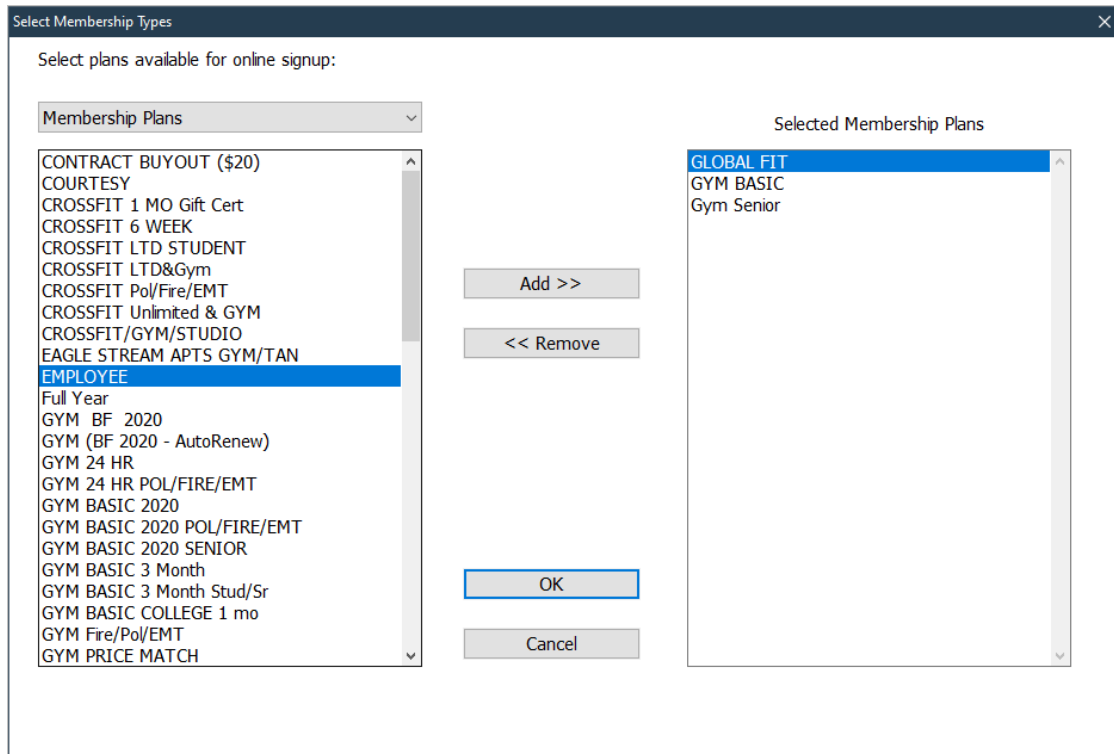 Select Membership Types
Select plans available for online signup:
Membership Plans
CONTRACT BUYOUT ($20)
COURTESY
CROSSFIT 1 MO Gift Cert
CROSSFIT 6 WEEK
CROSSFIT LTD STUDENT
CROSSFIT LTD&Gym
CROSSFIT Pol/Fire/EMT
CROSSFIT Unlimited & GYM
CROSSFIT/GYM/STUDIO
EAGLE STREAM APTS GYM/TAN
EMPLOYEE
Full Year
GYM  BF  2020
GYM (BF 2020 - AutoRenew)
GYM 24 HR
GYM 24 HR POL/FIRE/EMT
GYM BASIC 2020
GYM BASIC 2020 POL/FIRE/EMT
GYM BASIC 2020 SENIOR
GYM BASIC 3 Month
GYM BASIC 3 Month Stud/Sr
GYM BASIC COLLEGE 1 mo
GYM Fire/Pol/EMT
GYM PRICE MATCH
Add >>
<< Remove
OK
Cancel
Selected Membership Plans
GLOBAL FIT
GYM BASIC
Gym Senior